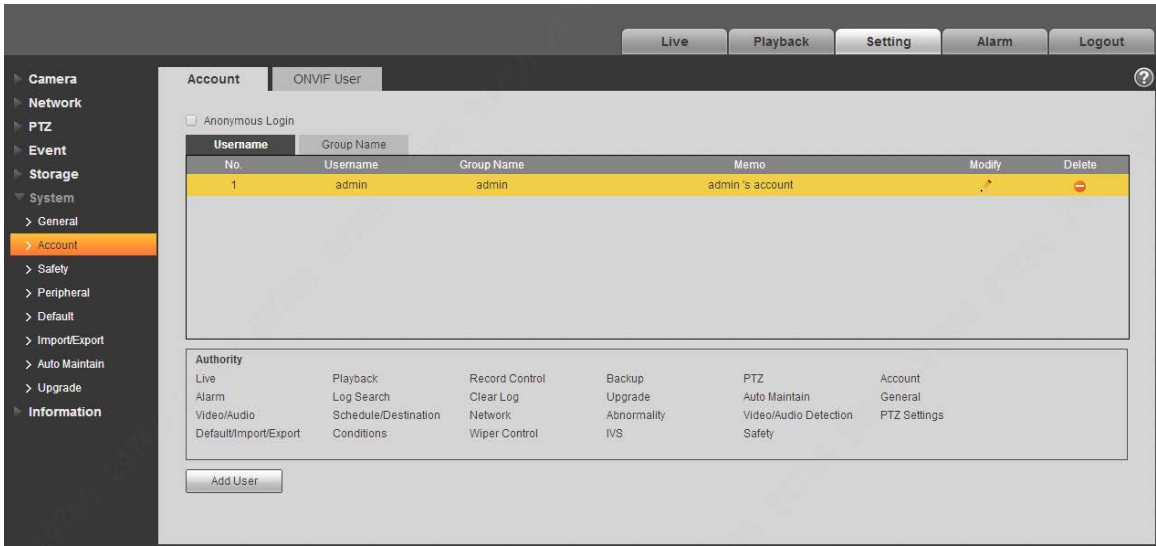 Live Playback Setting Alarm Logout
Camera
Network
PTZ
Event
Storage
System
General
Account
Safety
Peripheral
Default
Import/Export
Auto Maintain
Upgrade
Information
Account ONVIF User
Anonymous Login
Username Group Name
No. Username Group Name Memo Modify Delete
1 admin admin admin 's account
Authority
Live Playback Record Control Backup PTZ Account
Alarm Log Search Clear Log Upgrade Auto Maintain General
Video/Audio Schedule/Destination Network Abnormality Video/Audio Detection PTZ Settings
Default/Import/Export Conditions Wiper Control IVS Safety
Add User